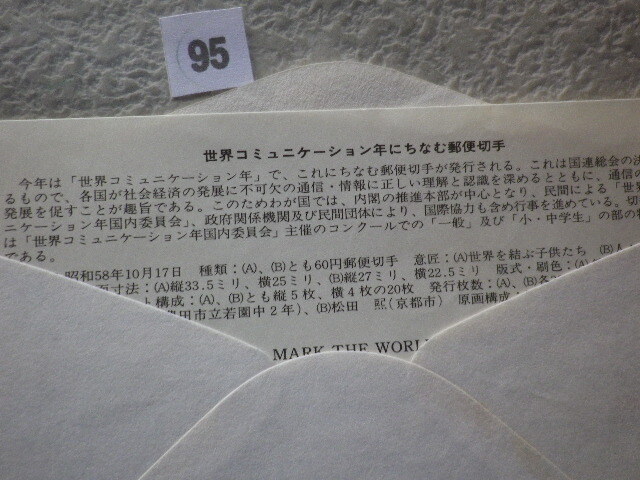 95
世界コミュニケーション年にちなむ郵便切手
今年は「世界コミュニケーション年」で、これにちなむ郵便切手が発行される。これは国連総会の決
るもので、各国が社会経済の発展に不可欠の通信・情報に正しい理解と認識を深めるとともに、通信の
発展を促すことが趣旨である。このためわが国では、内閣の推進本部が中心となり、民間による「世
ニケーション年国内委員会」、政府関係機関及び民間団体により、国際協力も含め行事を進めている。切
は「世界コミュニケーション年国内委員会」主催のコンクールでの「一般」及び「小・中学生」の部の
である。
昭和58年10月17日 種類:(A)、(B)とも60円郵便切手 意匠:(A)世界を結ぶ子供たち (B)
寸法:(A)縦33.5ミリ、横25ミリ、(B)縦27ミリ、横22.5ミリ 版式・刷色:(A)
ト構成:(A)、(B)とも縦5枚、横4枚の20枚 発行枚数:(A)、(B)各
田市立若園中2年)、(B)松田 煕(京都市) 原画構成
MARK THE WORL